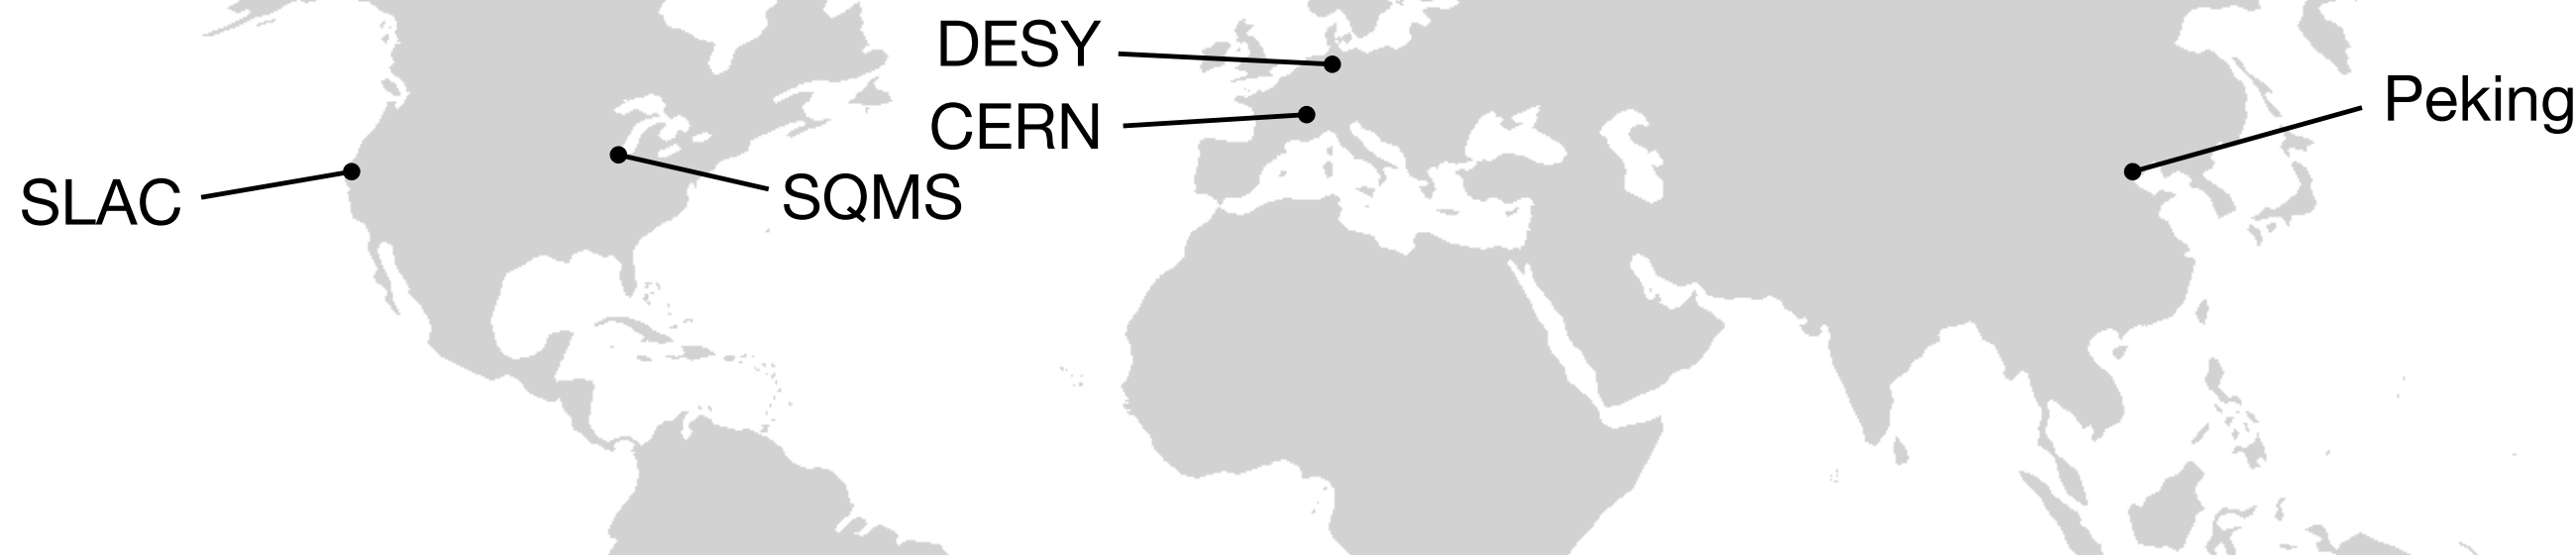 DESY
CERN
Peking
SLAC
SQMS